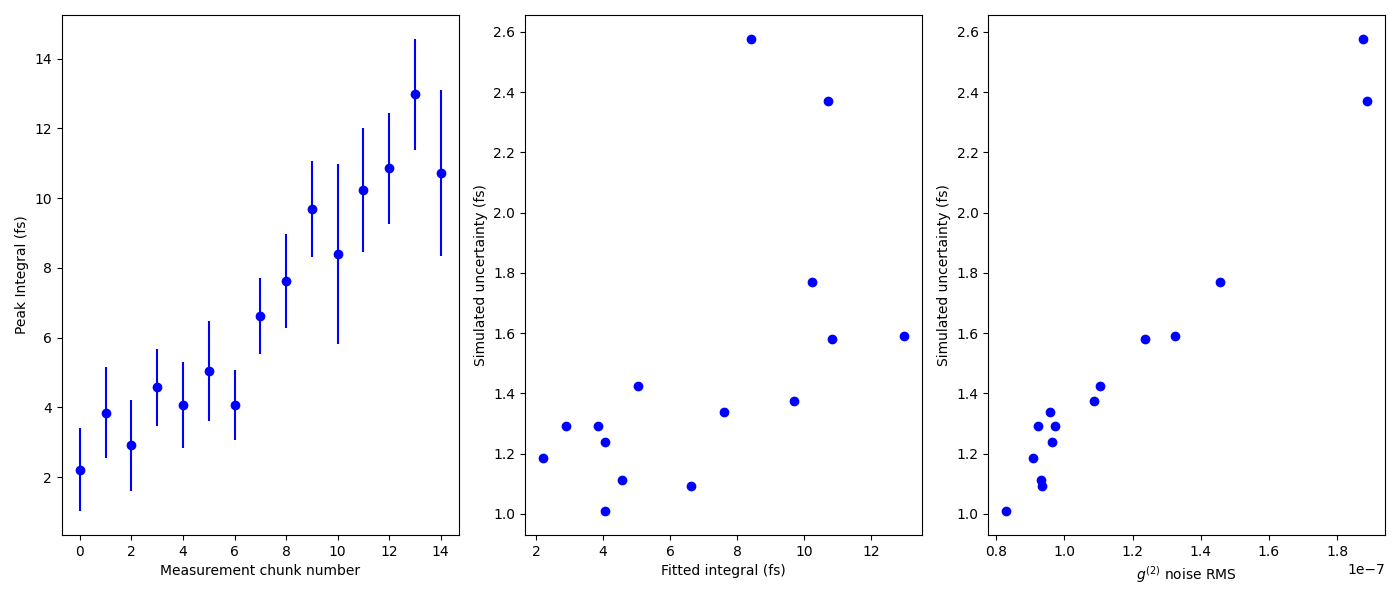 Peak Integral (fs)
14
12
10
8
6
4
2
0 2 4 6 8 10 12 14
Measurement chunk number
Simulated uncertainty (fs)
2.6
2.4
2.2
2.0
1.8
1.6
1.4
1.2
1.0
2 4 6 8 10 12
Fitted integral (fs)
Simulated uncertainty (fs)
2.6
2.4
2.2
2.0
1.8
1.6
1.4
1.2
1.0
0.8 1.0 1.2 1.4 1.6 1.8
1e−7
g⁽²⁾ noise RMS